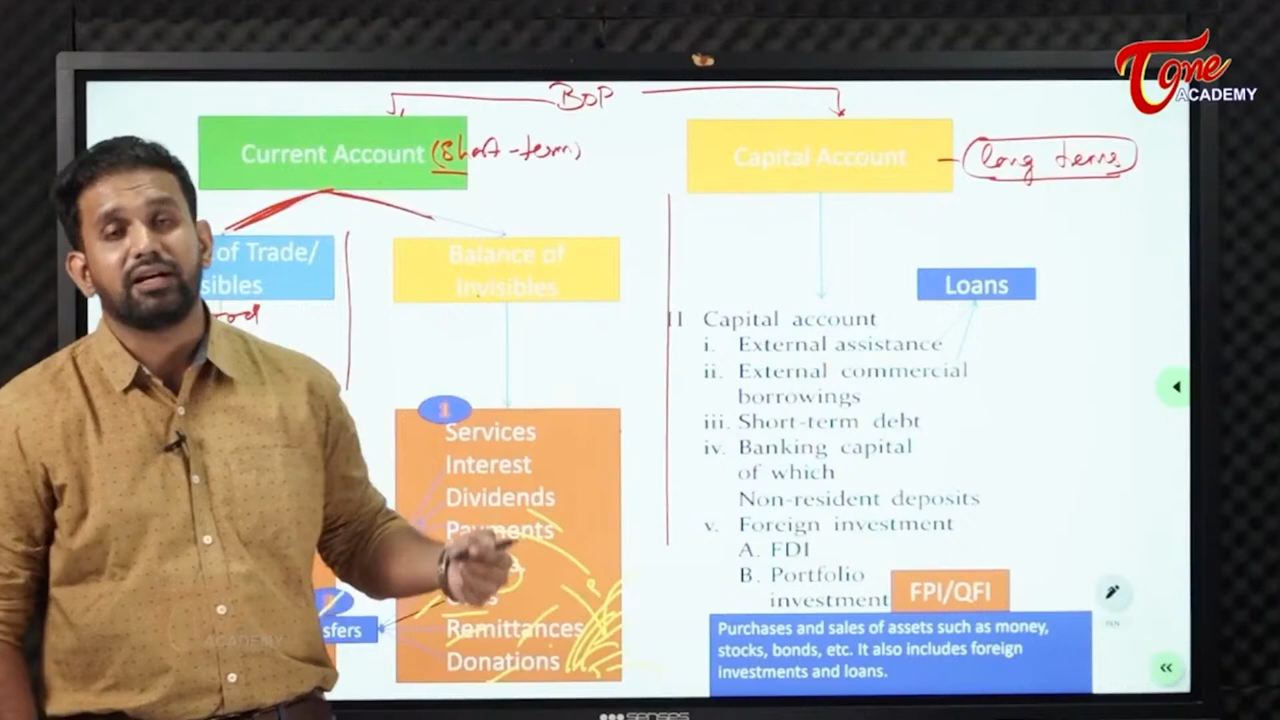 Tone
ACADEMY
BOP
Current Account (Short-term)
Capital Account
long term
of Trade/
sibles
Balance of
Invisibles
Loans
II Capital account
i. External assistance
ii. External commercial
borrowings
iii. Short-term debt
iv. Banking capital
of which
Non-resident deposits
v. Foreign investment
A. FDI
B. Portfolio
investment
FPI/QFI
Purchases and sales of assets such as money,
stocks, bonds, etc. It also includes foreign
investments and loans.
1
Services
Interest
Dividends
Payments
Remittances
Donations
sfers
ACADEMY
PEN
senses